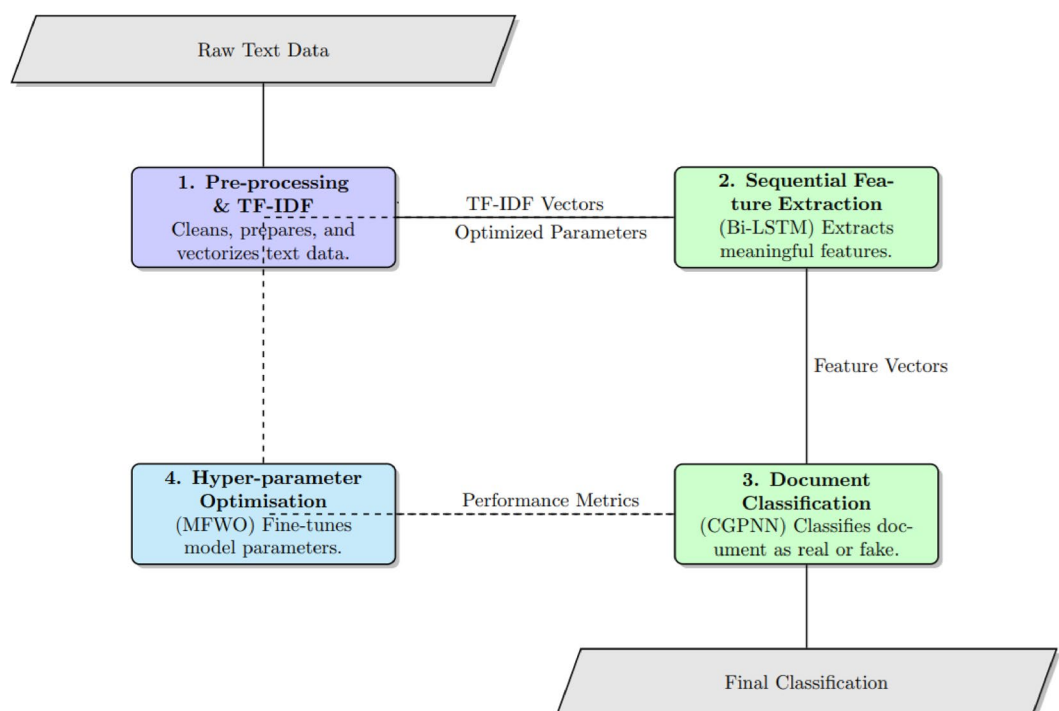 Raw Text Data
1. Pre-processing
& TF-IDF
Cleans, prepares, and
vectorizes text data.
TF-IDF Vectors
Optimized Parameters
2. Sequential Fea-
ture Extraction
(Bi-LSTM) Extracts
meaningful features.
Feature Vectors
4. Hyper-parameter
Optimisation
(MFWO) Fine-tunes
model parameters.
Performance Metrics
3. Document
Classification
(CGPNN) Classifies doc-
ument as real or fake.
Final Classification